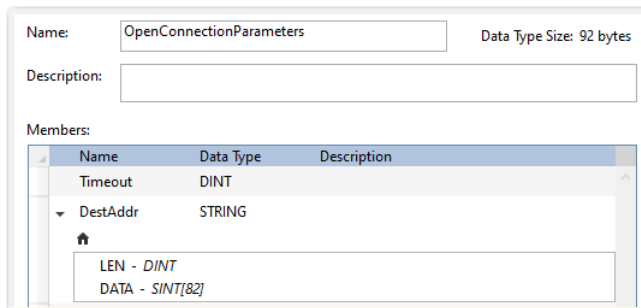 Name: OpenConnectionParameters Data Type Size: 92 bytes
Description:
Members:
Name Data Type Description
Timeout DINT
DestAddr STRING
LEN - DINT
DATA - SINT[82]